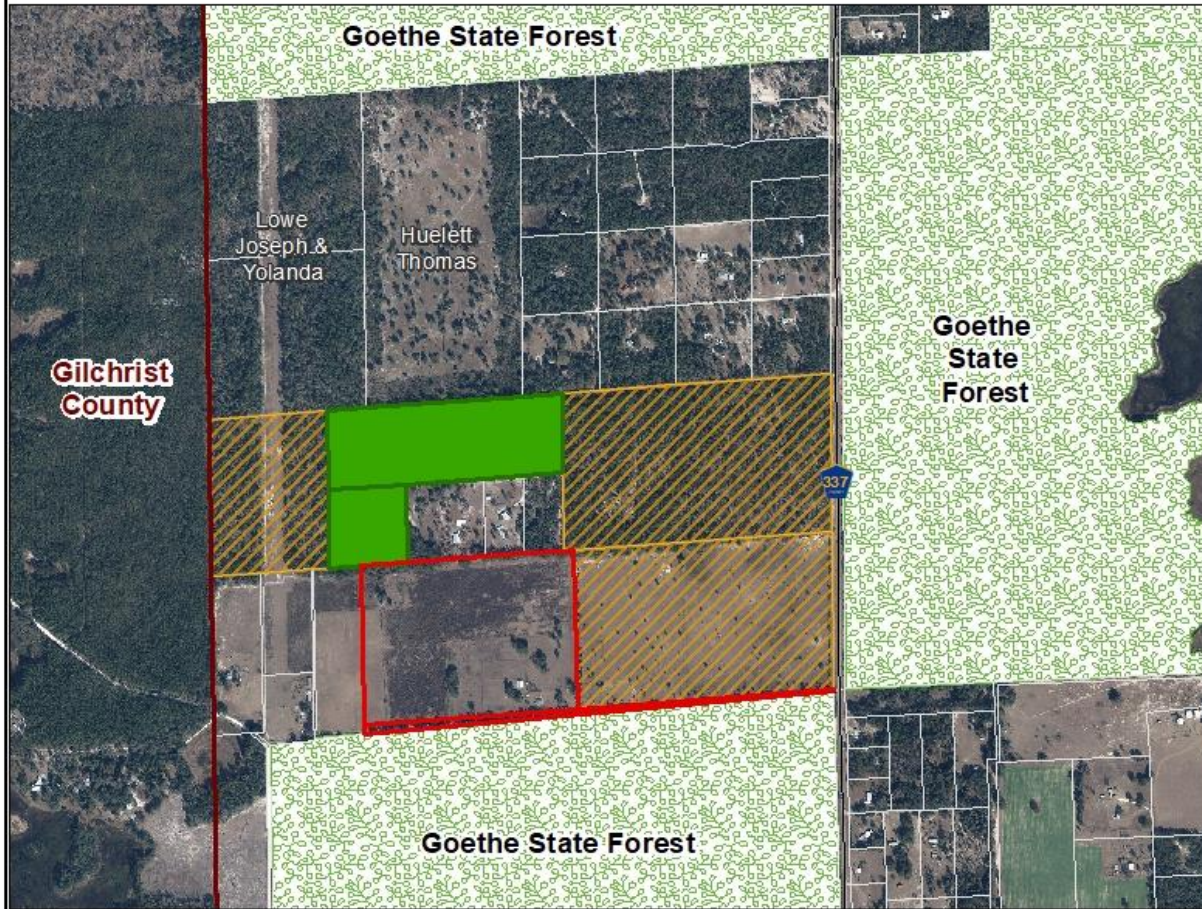 Goethe State Forest
Lowe
Joseph &
Yolanda
Huelett
Thomas
Goethe
State
Forest
Gilchrist
County
337
Goethe State Forest